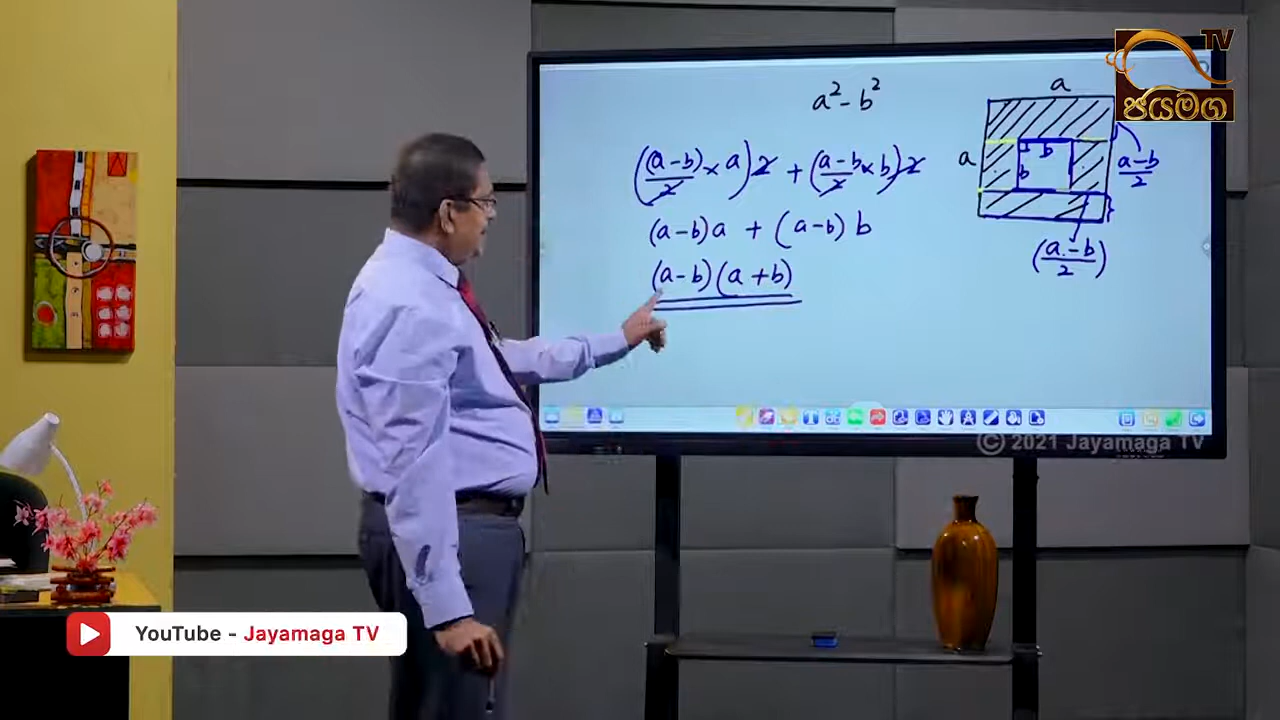 TV
ජයමග
a² - b²
a
((a-b)/2 × a)2 + (a-b/2 × b)2
a
b
b
a-b/2
(a-b)a + (a-b) b
(a-b)/2
(a-b)(a+b)
© 2021 Jayamaga TV
YouTube - Jayamaga TV